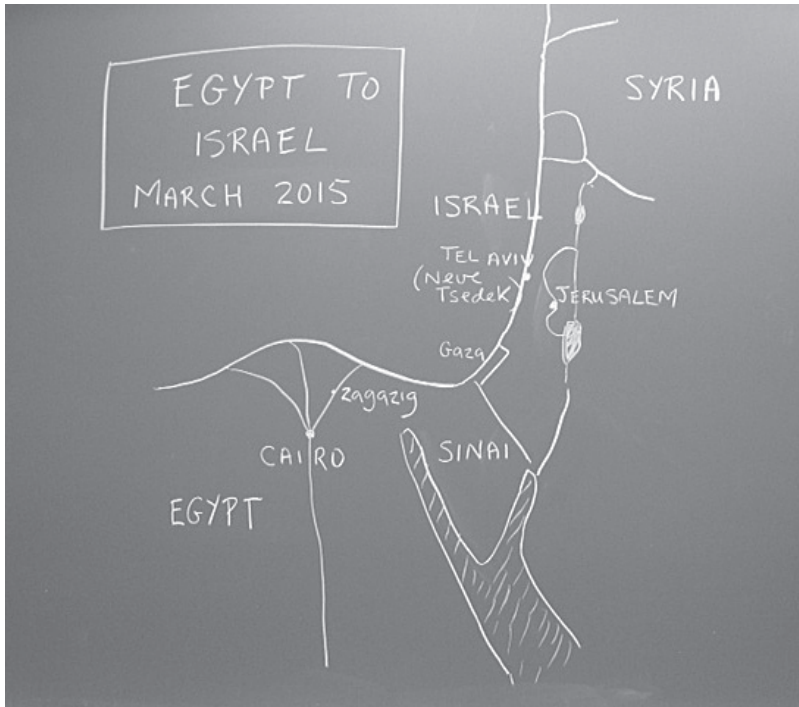 EGYPT TO
ISRAEL
MARCH 2015
SYRIA
ISRAEL
TEL AVIV
(Neve
Tsedek)
JERUSALEM
Gaza
Zagazig
CAIRO
SINAI
EGYPT